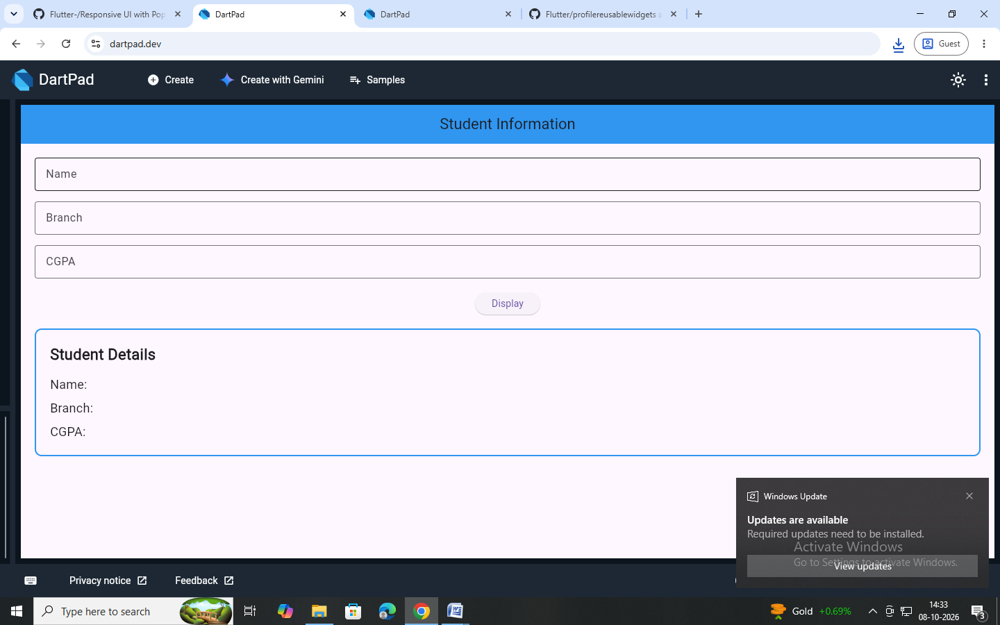 Flutter-/Responsive UI with Pop
DartPad
DartPad
Flutter/profilereusablewidgets a
dartpad.dev
Guest
DartPad
Create
Create with Gemini
Samples
Student Information
Name
Branch
CGPA
Display
Student Details
Name:
Branch:
CGPA:
Windows Update
Updates are available
Required updates need to be installed.
Activate Windows
Go to Settings to activate Windows.
View updates
Privacy notice
Feedback
Type here to search
Gold +0.69%
14:33
08-10-2026
3